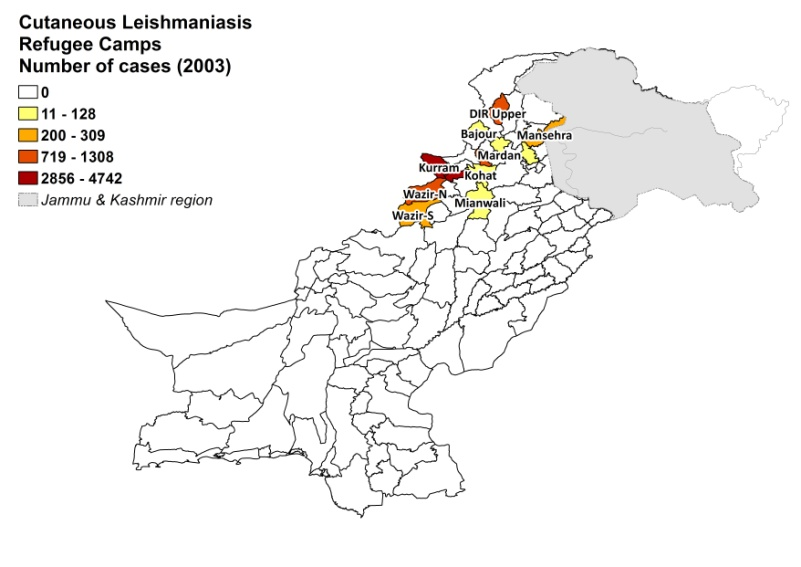 Cutaneous Leishmaniasis
Refugee Camps
Number of cases (2003)
0
11 - 128
200 - 309
719 - 1308
2856 - 4742
Jammu & Kashmir region
DIR Upper
Bajour
Mansehra
Mardan
Kurram
Kohat
Wazir-N
Mianwali
Wazir-S